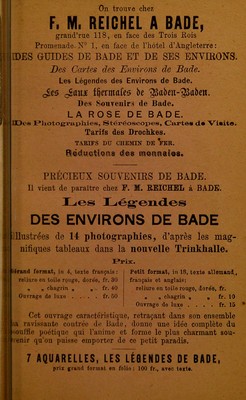 On trouve chez
F. M. REICHEL A BADE,
grand'rue 118, en face des Trois Rois
Promenade N° 1, en face de l'hôtel d'Angleterre:
DES GUIDES DE BADE ET DE SES ENVIRONS.
Des Cartes des Environs de Bade.
Les Légendes des Environs de Bade.
Les Eaux thermales de Baden-Baden.
Des Souvenirs de Bade.
LA ROSE DE BADE.
Des Photographies, Stéréoscopes, Cartes de Visite.
Tarifs des Drochkes.
TARIFS DU CHEMIN DE FER.
Réductions des monnaies.
PRÉCIEUX SOUVENIRS DE BADE.
Il vient de paraître chez F. M. REICHEL à BADE.
Les Légendes
DES ENVIRONS DE BADE
illustrées de 14 photographies, d'après les mag-
nifiques tableaux dans la nouvelle Trinkhalle.
Prix.
Grand format, in 4, texte français:
reliure en toile rouge, dorée, fr. 30
„ chagrin „ „ fr. 40
Ouvrage de luxe . . . . . fr. 50
Petit format, in 18, texte allemand,
français et anglais:
reliure en toile rouge, dorée, fr.
„ chagrin „ „ fr. 10
Ouvrage de luxe . . . . . fr. 15
Cet ouvrage caractéristique, retraçant dans son ensemble
la ravissante contrée de Bade, donne une idée complète du
souffle poétique qui l'anime et forme le plus charmant sou-
venir qu'on puisse emporter de ce petit paradis.
7 AQUARELLES, LES LÉGENDES DE BADE,
prix grand format en folio: 100 fr., avec texte.